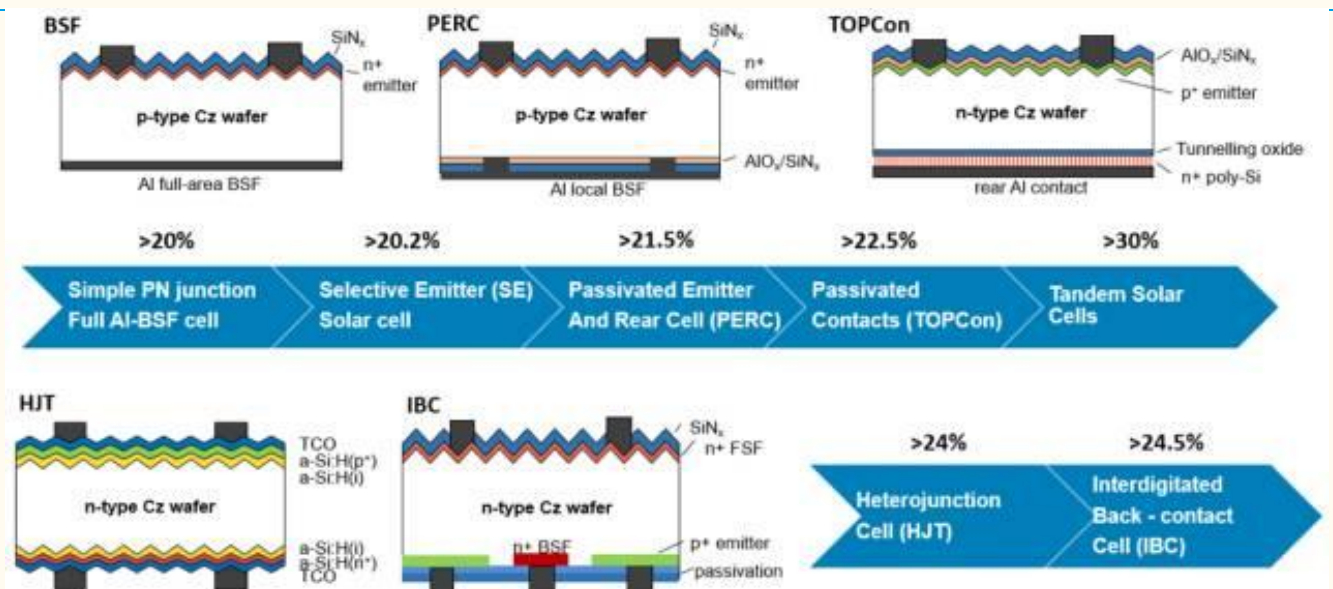 BSF
SiNₓ
n+
emitter
p-type Cz wafer
Al full-area BSF
PERC
SiNₓ
n+
emitter
p-type Cz wafer
AlOₓ/SiNₓ
Al local BSF
TOPCon
AlOₓ/SiNₓ
p⁺ emitter
n-type Cz wafer
Tunnelling oxide
n+ poly-Si
rear Al contact
>20%
>20.2%
>21.5%
>22.5%
>30%
Simple PN junction
Full Al-BSF cell
Selective Emitter (SE)
Solar cell
Passivated Emitter
And Rear Cell (PERC)
Passivated
Contacts (TOPCon)
Tandem Solar
Cells
HJT
TCO
a-Si:H(p⁺)
a-Si:H(i)
n-type Cz wafer
a-Si:H(i)
a-Si:H(n⁺)
TCO
IBC
SiNₓ
n+ FSF
n-type Cz wafer
n+ BSF
p+ emitter
passivation
>24%
>24.5%
Heterojunction
Cell (HJT)
Interdigitated
Back - contact
Cell (IBC)